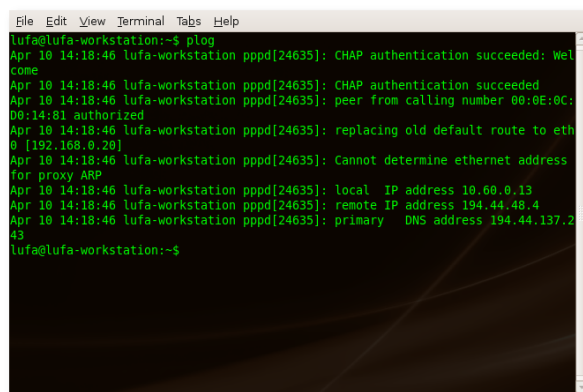 File Edit View Terminal Tabs Help
lufa@lufa-workstation:~$ plog
Apr 10 14:18:46 lufa-workstation pppd[24635]: CHAP authentication succeeded: Wel
come
Apr 10 14:18:46 lufa-workstation pppd[24635]: CHAP authentication succeeded
Apr 10 14:18:46 lufa-workstation pppd[24635]: peer from calling number 00:0E:0C:
D0:14:81 authorized
Apr 10 14:18:46 lufa-workstation pppd[24635]: replacing old default route to eth
0 [192.168.0.20]
Apr 10 14:18:46 lufa-workstation pppd[24635]: Cannot determine ethernet address
for proxy ARP
Apr 10 14:18:46 lufa-workstation pppd[24635]: local  IP address 10.60.0.13
Apr 10 14:18:46 lufa-workstation pppd[24635]: remote IP address 194.44.48.4
Apr 10 14:18:46 lufa-workstation pppd[24635]: primary   DNS address 194.44.137.2
43
lufa@lufa-workstation:~$